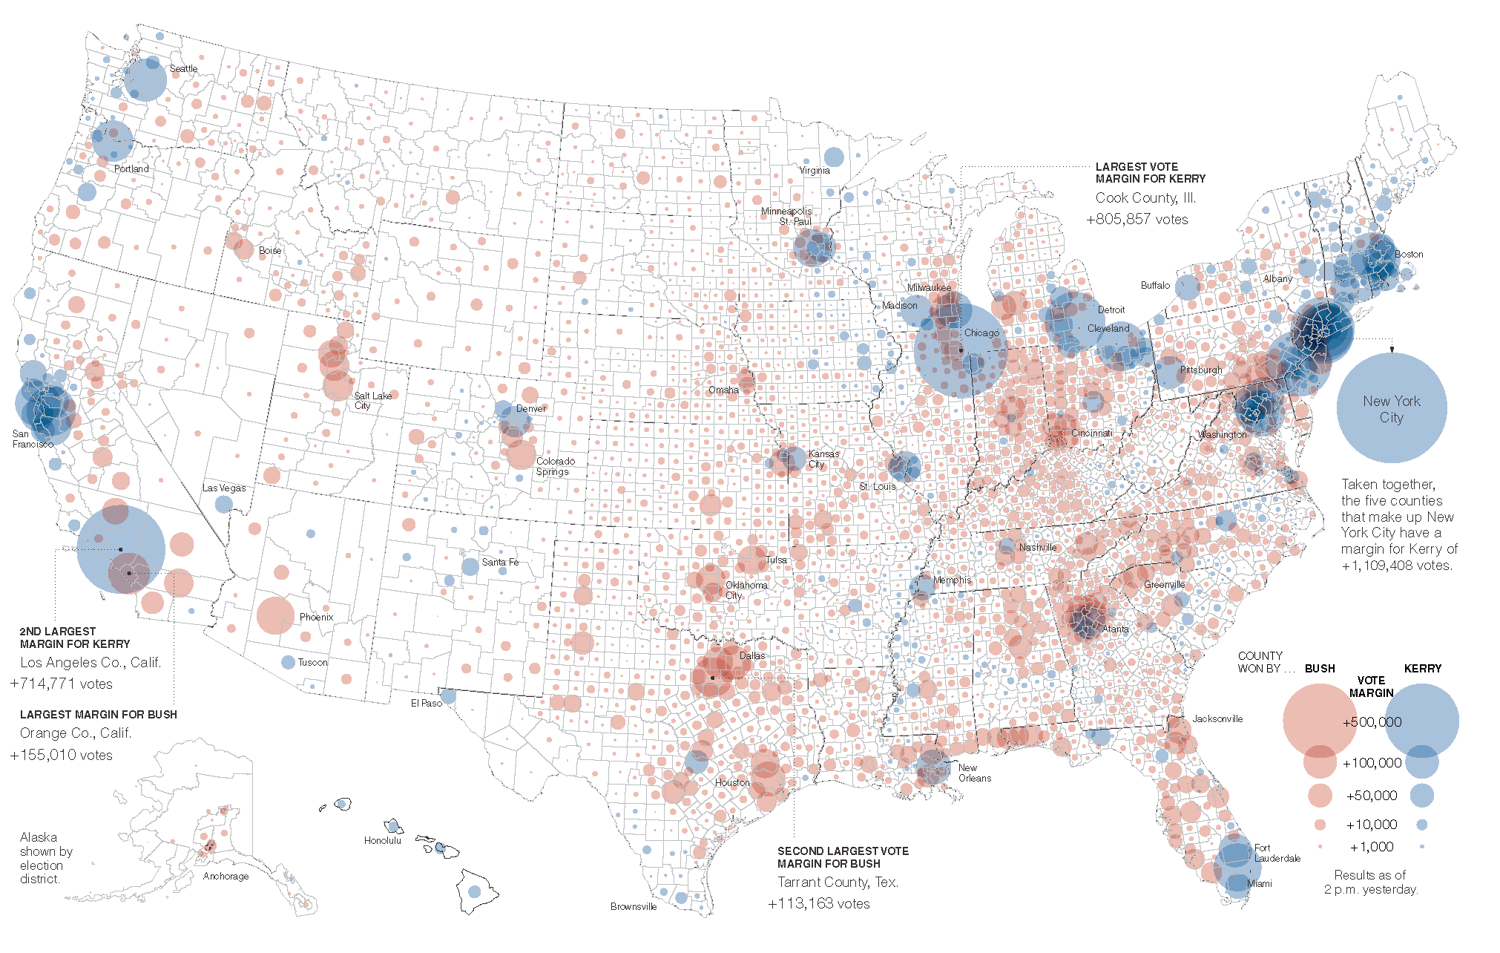 Seattle
Portland
Boise
Virginia
Minneapolis
St. Paul
LARGEST VOTE
MARGIN FOR KERRY
Cook County, Ill.
+805,857 votes
Milwaukee
Madison
Chicago
Detroit
Cleveland
Buffalo
Albany
Boston
Pittsburgh
New York
City
Washington
Cincinnati
Omaha
Salt Lake
City
Denver
Colorado
Springs
Kansas
City
St. Louis
San
Francisco
Las Vegas
Santa Fe
Tulsa
Oklahoma
City
Nashville
Memphis
Greenville
Atlanta
Phoenix
Tuscon
El Paso
Dallas
Houston
New
Orleans
Jacksonville
Fort
Lauderdale
Miami
Brownsville
Honolulu
Anchorage
Taken together,
the five counties
that make up New
York City have a
margin for Kerry of
+1,109,408 votes.
2ND LARGEST
MARGIN FOR KERRY
Los Angeles Co., Calif.
+714,771 votes
LARGEST MARGIN FOR BUSH
Orange Co., Calif.
+155,010 votes
Alaska
shown by
election
district.
SECOND LARGEST VOTE
MARGIN FOR BUSH
Tarrant County, Tex.
+113,163 votes
COUNTY
WON BY ... BUSH KERRY
VOTE
MARGIN
+500,000
+100,000
+50,000
+10,000
+1,000
Results as of
2 p.m. yesterday.